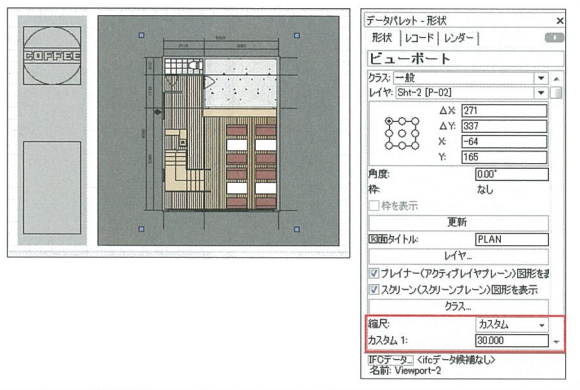 COFFEE
データパレット - 形状
形状 レコード レンダー
ビューポート
クラス: 一般
レイヤ: Sht-2 [P-02]
ΔX: 271
ΔY: 337
X: -64
Y: 165
角度: 0.00°
枠: なし
枠を表示
更新
図面タイトル: PLAN
レイヤ...
プレイナー(アクティブレイヤプレーン)図形を
スクリーン(スクリーンプレーン)図形を表示
クラス...
縮尺: カスタム
カスタム 1: 30.000
IFCデータ... <ifcデータ候補なし>
名前: Viewport-2